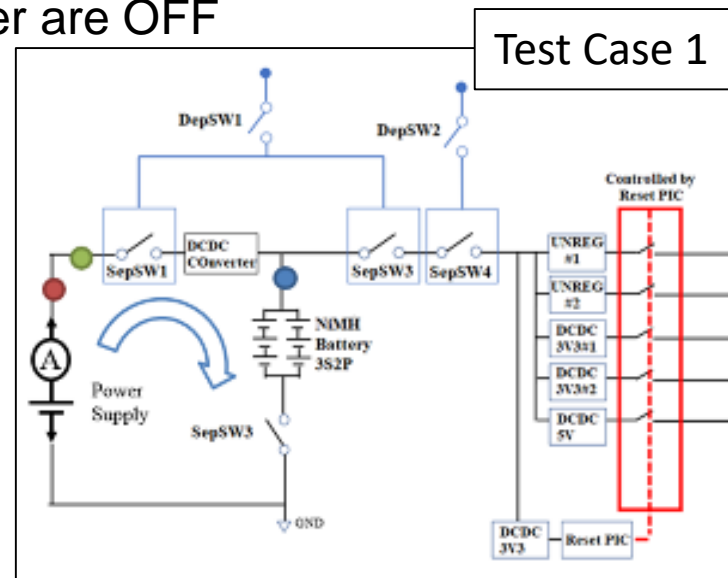 er are OFF
Test Case 1
DepSW1
DepSW2
Controlled by
Reset PIC
SepSW1
DCDC
COnverter
SepSW3
SepSW4
UNREG
#1
UNREG
#2
DCDC
3V3#1
DCDC
3V3#2
DCDC
5V
NiMH
Battery
3S2P
A
Power
Supply
SepSW3
GND
DCDC
3V3
Reset PIC